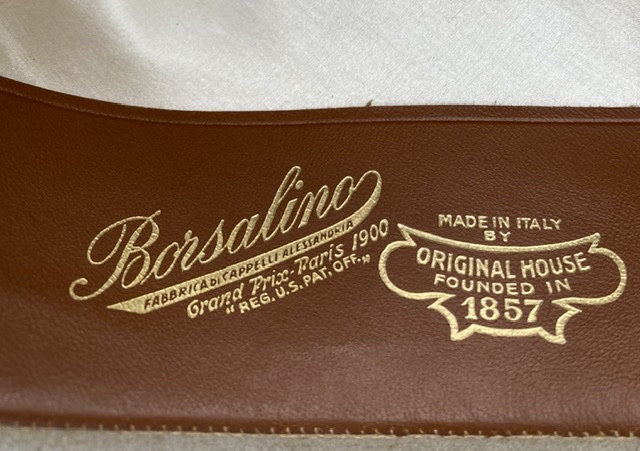 Borsalino
FABBRICA DI CAPPELLI ALESSANDRIA
Grand Prix-Paris 1900
"REG. U.S. PAT. OFF."
MADE IN ITALY
BY
ORIGINAL HOUSE
FOUNDED IN
1857